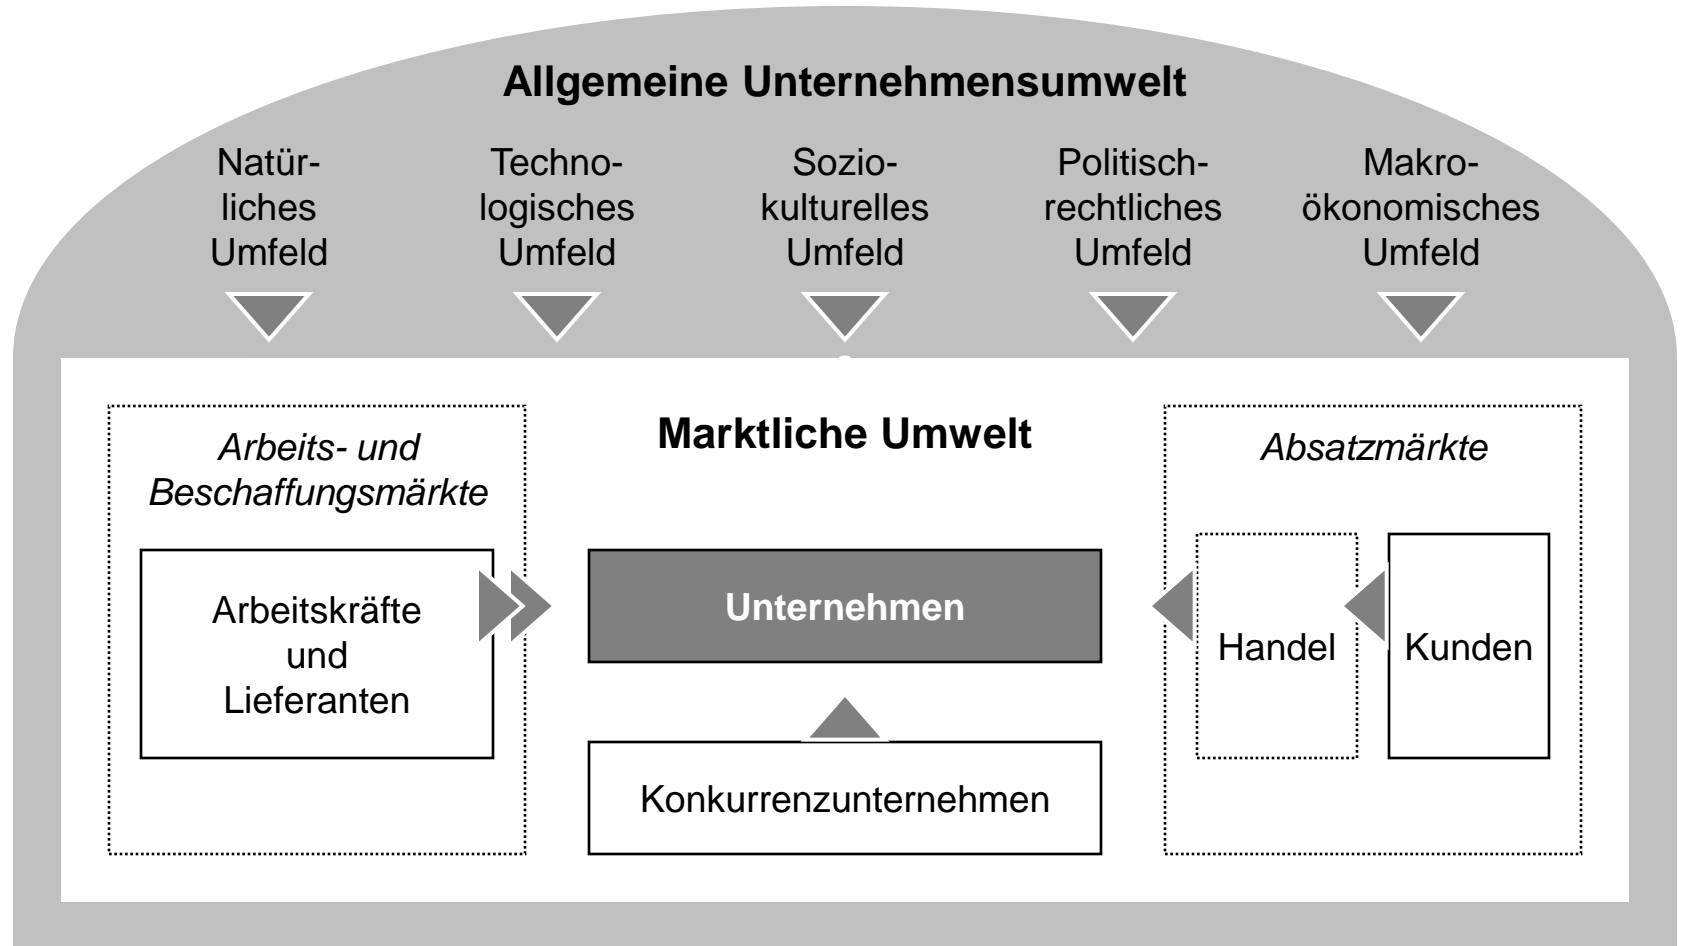 Allgemeine Unternehmensumwelt
Natür-
liches
Umfeld
Techno-
logisches
Umfeld
Sozio-
kulturelles
Umfeld
Politisch-
rechtliches
Umfeld
Makro-
ökonomisches
Umfeld
Marktliche Umwelt
Arbeits- und
Beschaffungsmärkte
Arbeitskräfte
und
Lieferanten
Unternehmen
Konkurrenzunternehmen
Absatzmärkte
Handel
Kunden